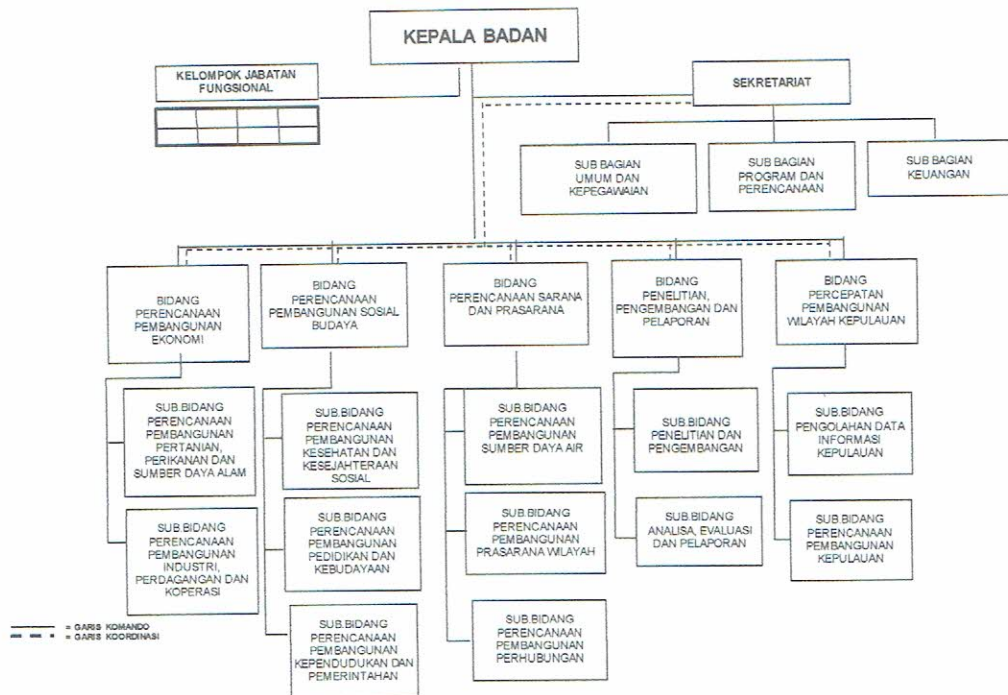 KEPALA BADAN
KELOMPOK JABATAN
FUNGSIONAL
SEKRETARIAT
SUB BAGIAN
UMUM DAN
KEPEGAWAIAN
SUB BAGIAN
PROGRAM DAN
PERENCANAAN
SUB BAGIAN
KEUANGAN
BIDANG
PERENCANAAN
PEMBANGUNAN
EKONOMI
BIDANG
PERENCANAAN
PEMBANGUNAN SOSIAL
BUDAYA
BIDANG
PERENCANAAN SARANA
DAN PRASARANA
BIDANG
PENELITIAN,
PENGEMBANGAN DAN
PELAPORAN
BIDANG
PERCEPATAN
PEMBANGUNAN
WILAYAH KEPULAUAN
SUB.BIDANG
PERENCANAAN
PEMBANGUNAN
PERTANIAN,
PERIKANAN DAN
SUMBER DAYA ALAM
SUB.BIDANG
PERENCANAAN
PEMBANGUNAN
KESEHATAN DAN
KESEJAHTERAAN
SOSIAL
SUB.BIDANG
PERENCANAAN
PEMBANGUNAN
SUMBER DAYA AIR
SUB.BIDANG
PENELITIAN DAN
PENGEMBANGAN
SUB.BIDANG
PENGOLAHAN DATA
INFORMASI
KEPULAUAN
SUB.BIDANG
PERENCANAAN
PEMBANGUNAN
INDUSTRI,
PERDAGANGAN DAN
KOPERASI
SUB.BIDANG
PERENCANAAN
PEMBANGUNAN
PEDIDIKAN DAN
KEBUDAYAAN
SUB.BIDANG
PERENCANAAN
PEMBANGUNAN
PRASARANA WILAYAH
SUB.BIDANG
ANALISA, EVALUASI
DAN PELAPORAN
SUB.BIDANG
PERENCANAAN
PEMBANGUNAN
KEPULAUAN
SUB.BIDANG
PERENCANAAN
PEMBANGUNAN
KEPENDUDUKAN DAN
PEMERINTAHAN
SUB.BIDANG
PERENCANAAN
PEMBANGUNAN
PERHUBUNGAN
= GARIS KOMANDO
= GARIS KOORDINASI